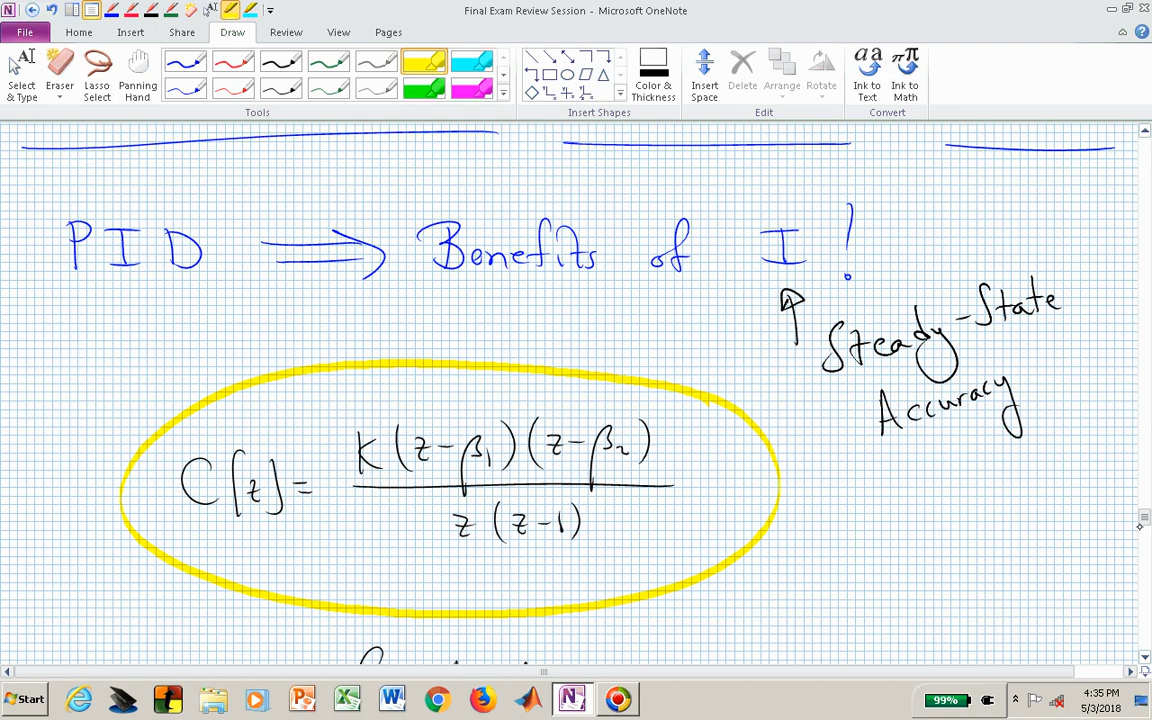 Final Exam Review Session - Microsoft OneNote
File Home Insert Share Draw Review View Pages
Select & Type
Eraser
Lasso Select
Panning Hand
Color & Thickness
Insert Space
Delete
Arrange
Rotate
Ink to Text
Ink to Math
Tools Insert Shapes Edit Convert
PID ⟹ Benefits of I!
↑ Steady-State
Accuracy
C[z] = K(z-β₁)(z-β₂) / z(z-1)
Start
99%
4:35 PM
5/3/2018